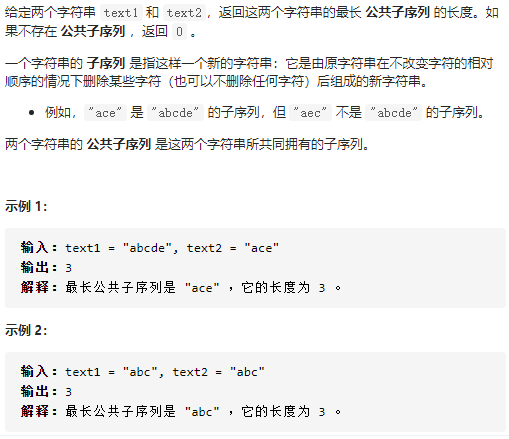 给定两个字符串 text1 和 text2，返回这两个字符串的最长 公共子序列 的长度。如
果不存在 公共子序列 ，返回 0 。
一个字符串的 子序列 是指这样一个新的字符串：它是由原字符串在不改变字符的相对
顺序的情况下删除某些字符（也可以不删除任何字符）后组成的新字符串。
• 例如，"ace" 是 "abcde" 的子序列，但 "aec" 不是 "abcde" 的子序列。
两个字符串的 公共子序列 是这两个字符串所共同拥有的子序列。
示例 1：
输入：text1 = "abcde", text2 = "ace"
输出：3
解释：最长公共子序列是 "ace" ，它的长度为 3 。
示例 2：
输入：text1 = "abc", text2 = "abc"
输出：3
解释：最长公共子序列是 "abc" ，它的长度为 3 。